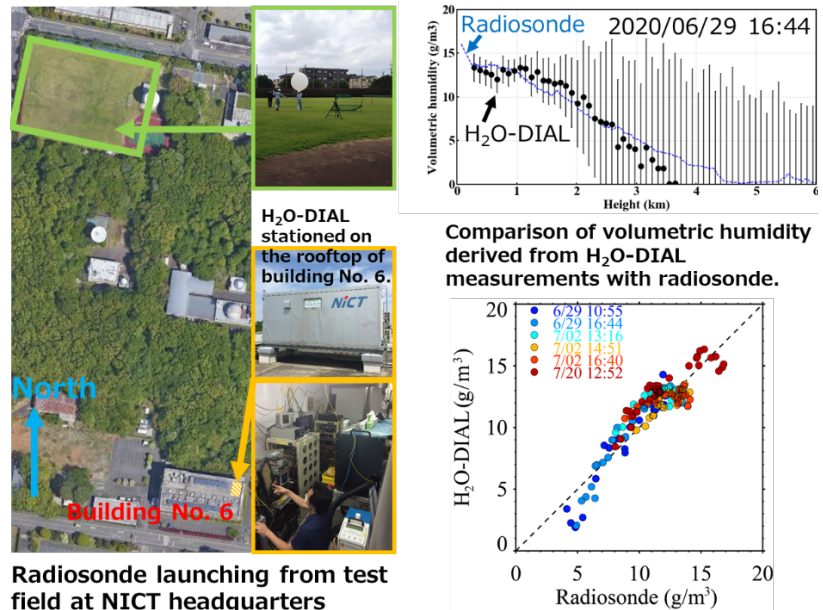 H₂O-DIAL
stationed on
the rooftop of
building No. 6.
NICT
North
Building No. 6
Radiosonde launching from test
field at NICT headquarters
Volumetric humidity (g/m3)
20
15
10
5
0
Radiosonde
2020/06/29 16:44
H₂O-DIAL
0 1 2 3 4 5 6
Height (km)
Comparison of volumetric humidity
derived from H₂O-DIAL
measurements with radiosonde.
H₂O-DIAL (g/m³)
20
15
10
5
0
6/29 10:55
6/29 16:44
7/02 13:16
7/02 14:51
7/02 16:40
7/20 12:52
0 5 10 15 20
Radiosonde (g/m³)